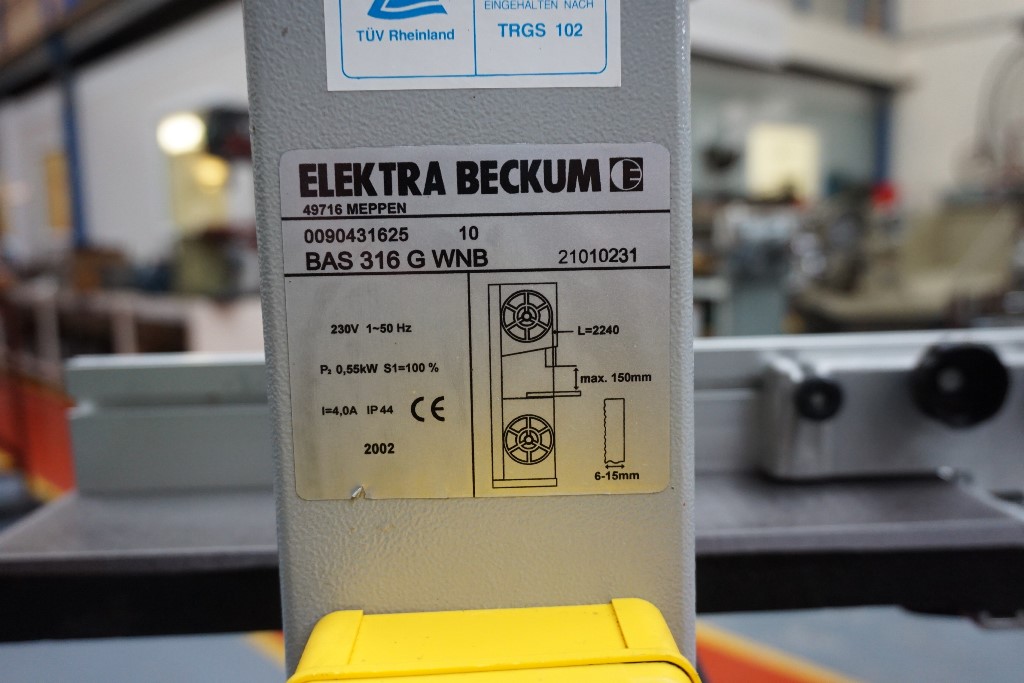 EINGEHALTEN NACH
TÜV Rheinland
TRGS 102
ELEKTRA BECKUM E
49716 MEPPEN
0090431625 10
BAS 316 G WNB 21010231
230V 1~50 Hz
P₂ 0,55kW S1=100 %
I=4,0A IP 44 CE
2002
L=2240
max. 150mm
6-15mm